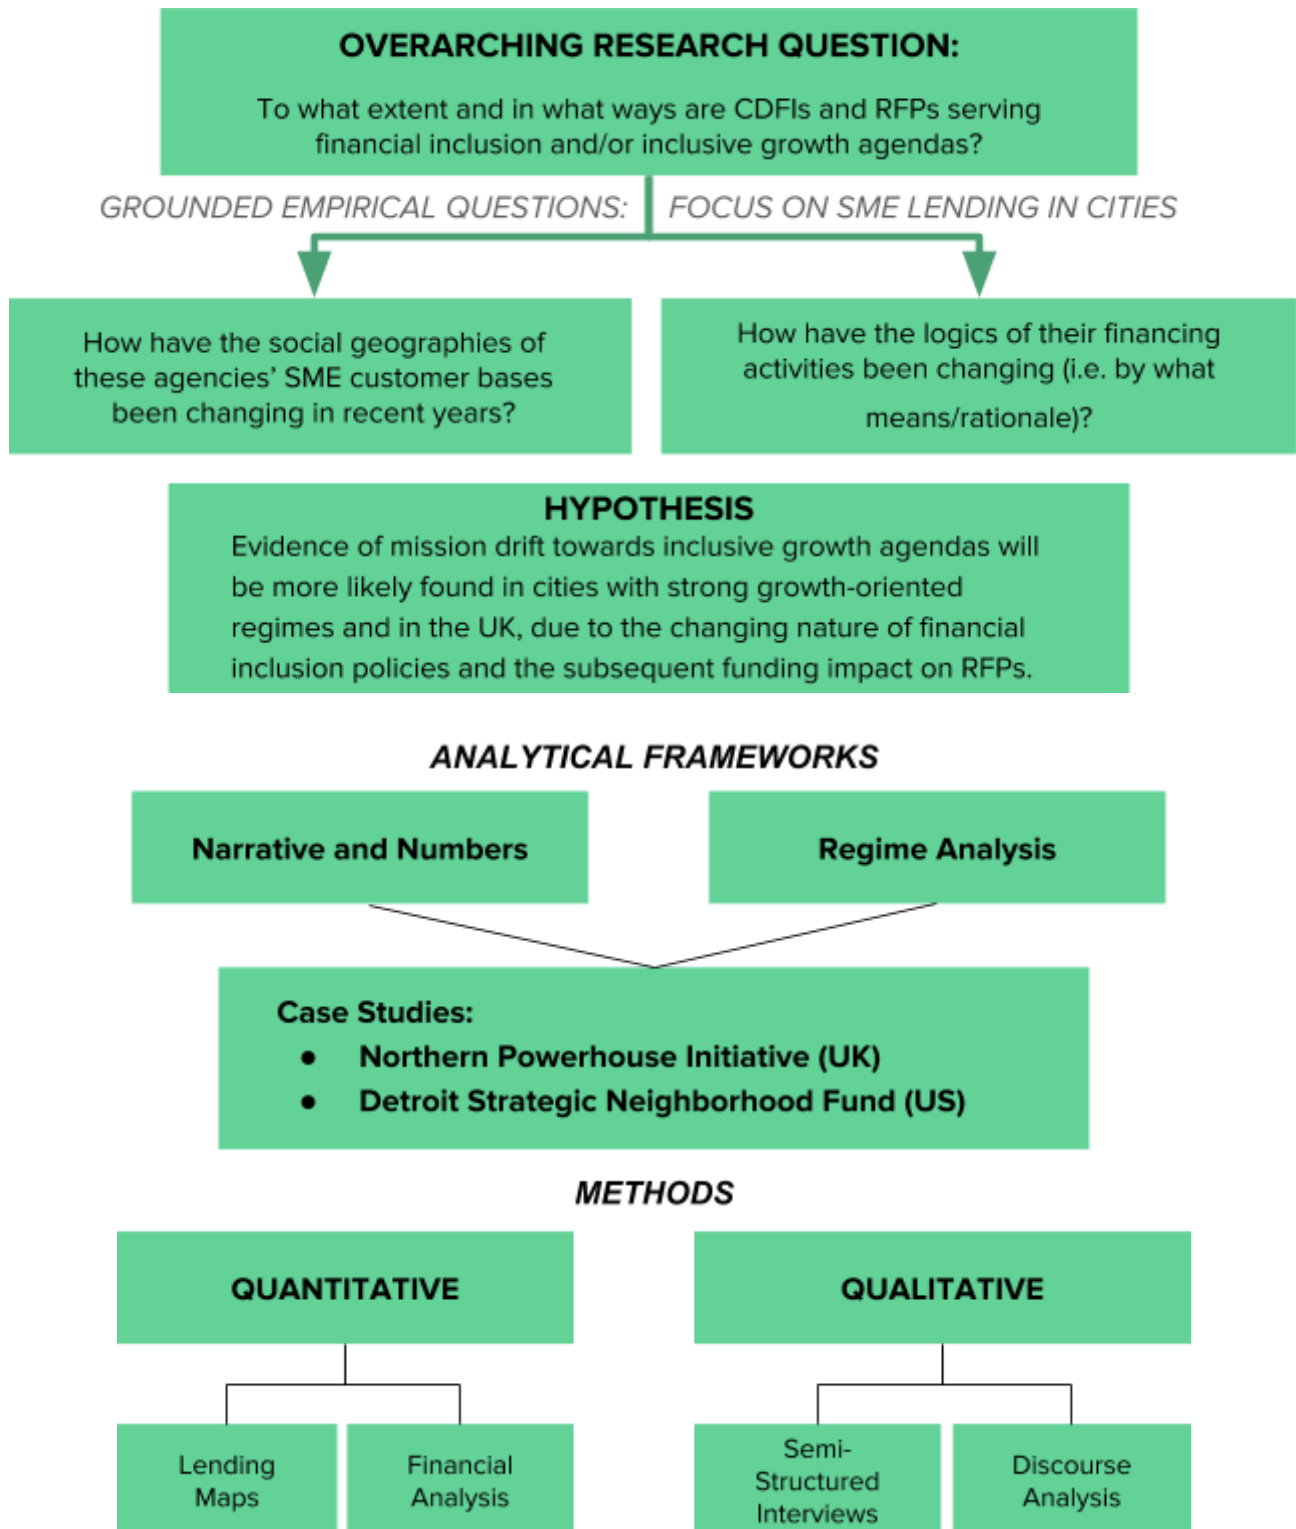 OVERARCHING RESEARCH QUESTION:
To what extent and in what ways are CDFIs and RFPs serving
financial inclusion and/or inclusive growth agendas?
GROUNDED EMPIRICAL QUESTIONS: FOCUS ON SME LENDING IN CITIES
How have the social geographies of
these agencies’ SME customer bases
been changing in recent years?
How have the logics of their financing
activities been changing (i.e. by what
means/rationale)?
HYPOTHESIS
Evidence of mission drift towards inclusive growth agendas will
be more likely found in cities with strong growth-oriented
regimes and in the UK, due to the changing nature of financial
inclusion policies and the subsequent funding impact on RFPs.
ANALYTICAL FRAMEWORKS
Narrative and Numbers
Regime Analysis
Case Studies:
● Northern Powerhouse Initiative (UK)
● Detroit Strategic Neighborhood Fund (US)
METHODS
QUANTITATIVE
QUALITATIVE
Lending
Maps
Financial
Analysis
Semi-
Structured
Interviews
Discourse
Analysis